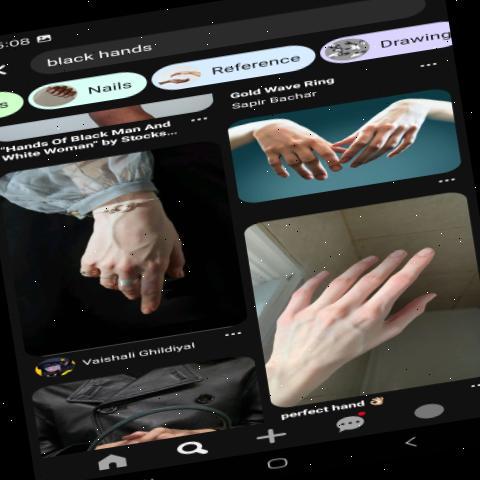 5:08
black hands
s
Nails
Reference
Drawing
"Hands Of Black Man And
White Woman" by Stocks...
Gold Wave Ring
Sapir Bachar
Vaishali Ghildiyal
perfect hand 👌🏻